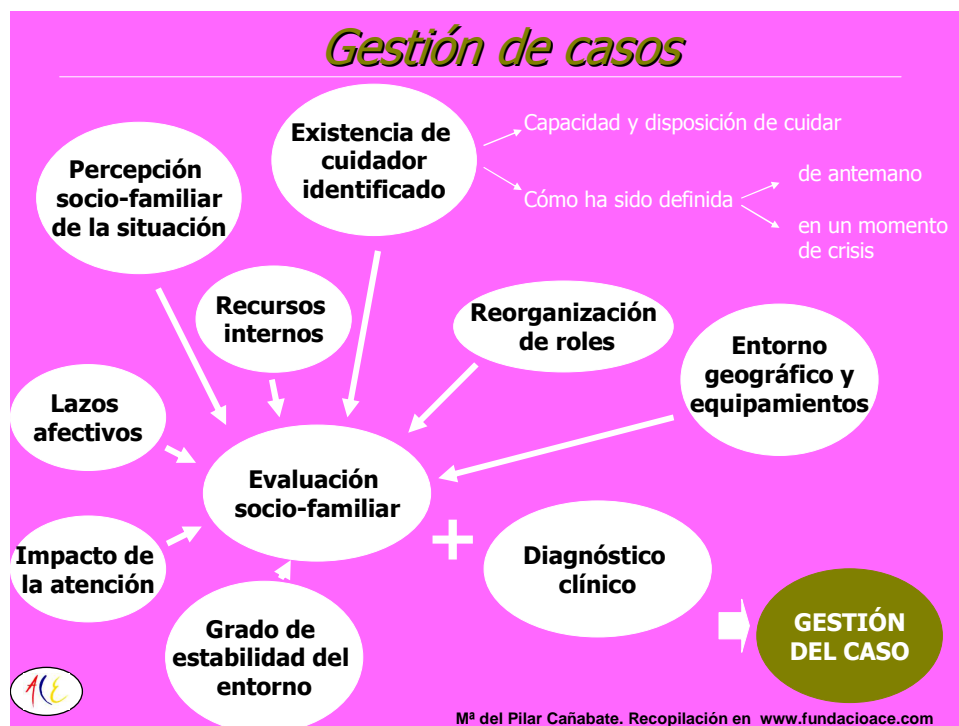 Gestión de casos
Existencia de
cuidador
identificado
Capacidad y disposición de cuidar
Cómo ha sido definida
de antemano
en un momento
de crisis
Percepción
socio-familiar
de la situación
Recursos
internos
Reorganización
de roles
Entorno
geográfico y
equipamientos
Lazos
afectivos
Evaluación
socio-familiar
+
Diagnóstico
clínico
Impacto de
la atención
Grado de
estabilidad del
entorno
GESTIÓN
DEL CASO
ACE
Mª del Pilar Cañabate. Recopilación en www.fundacioace.com